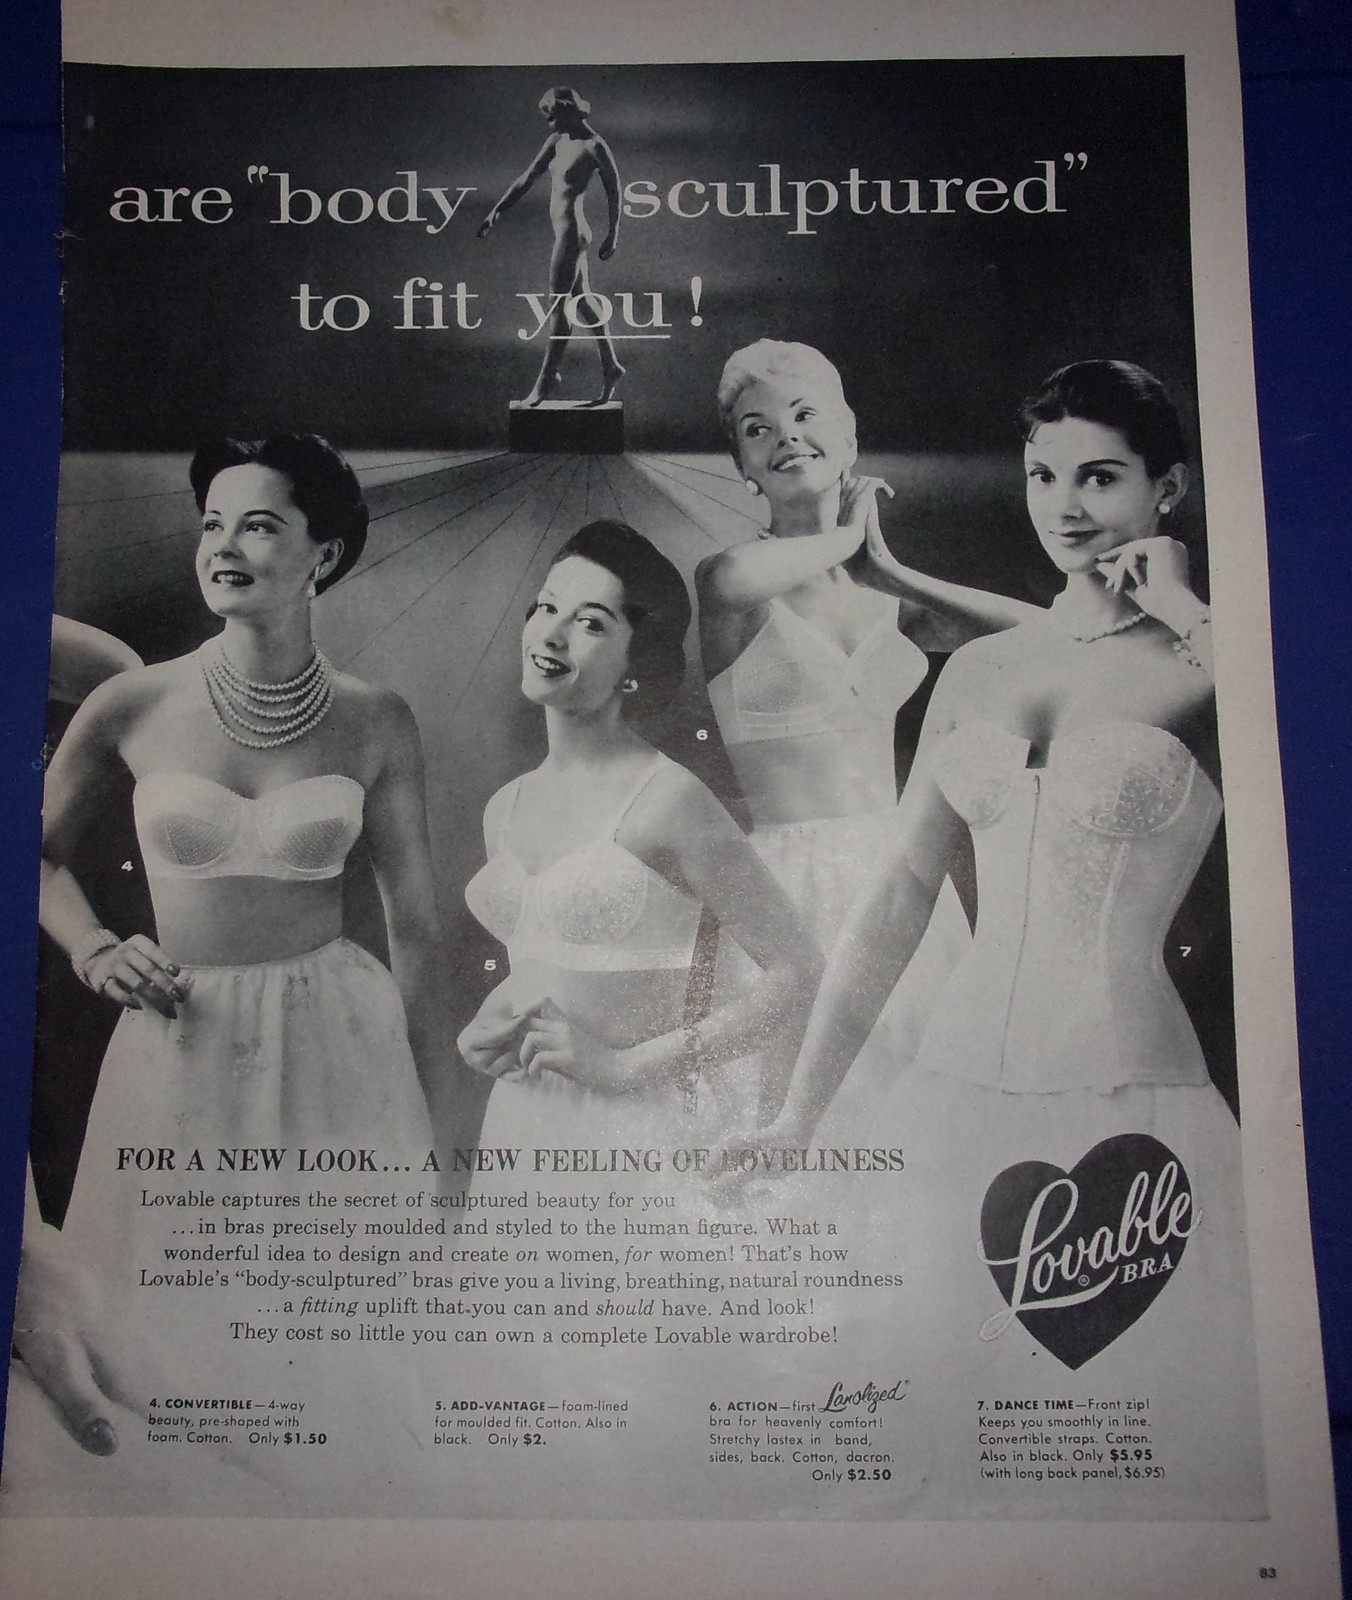 are "body sculptured"
to fit you!
6
4
5
7
FOR A NEW LOOK... A NEW FEELING OF LOVELINESS
Lovable captures the secret of sculptured beauty for you
...in bras precisely moulded and styled to the human figure. What a
wonderful idea to design and create on women, for women! That's how
Lovable's "body-sculptured" bras give you a living, breathing, natural roundness
...a fitting uplift that you can and should have. And look!
They cost so little you can own a complete Lovable wardrobe!
Lovable
® BRA
4. CONVERTIBLE—4-way
beauty, pre-shaped with
foam. Cotton. Only $1.50
5. ADD-VANTAGE—foam-lined
for moulded fit. Cotton. Also in
black. Only $2.
6. ACTION—first Lanolized
bra for heavenly comfort!
Stretchy lastex in band,
sides, back. Cotton, dacron.
Only $2.50
7. DANCE TIME—Front zip!
Keeps you smoothly in line.
Convertible straps. Cotton.
Also in black. Only $5.95
(with long back panel, $6.95)
83